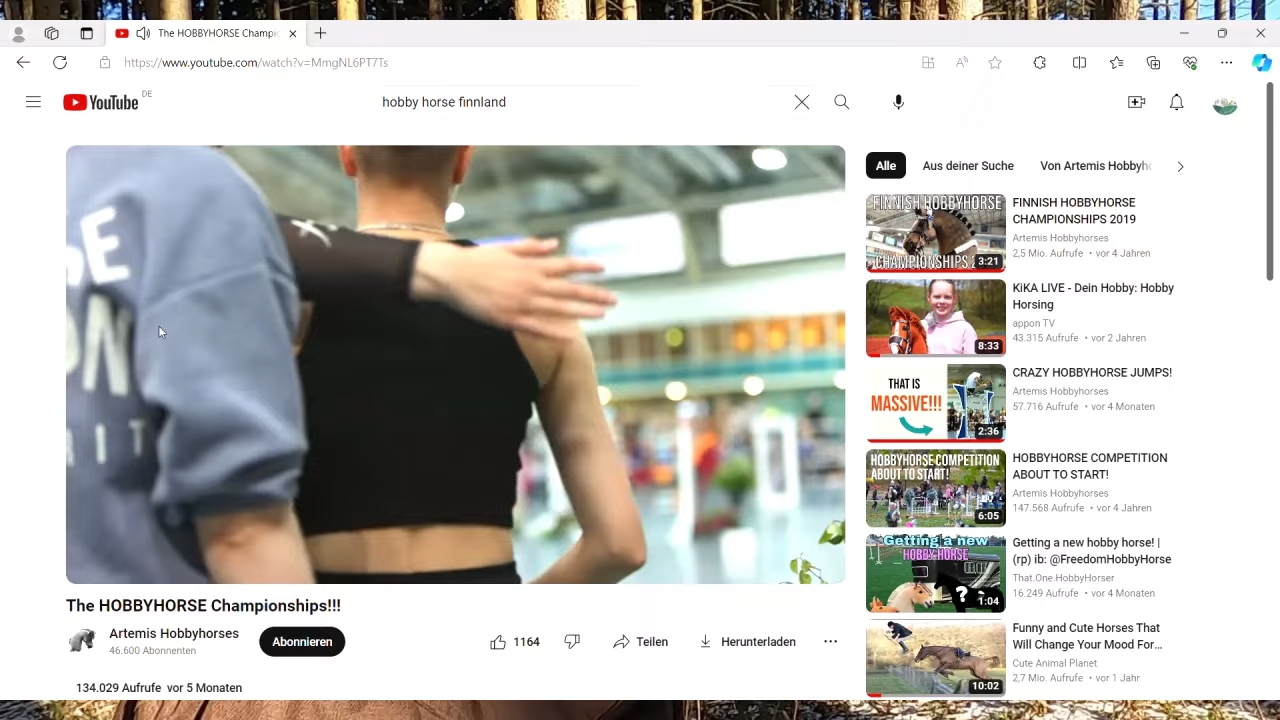 The HOBBYHORSE Champic
https://www.youtube.com/watch?v=MmgNL6PT7Ts
YouTube DE
hobby horse finnland
Alle
Aus deiner Suche
Von Artemis Hobbyhc
FINNISH HOBBYHORSE
CHAMPIONSHIPS 2
3:21
FINNISH HOBBYHORSE
CHAMPIONSHIPS 2019
Artemis Hobbyhorses
2,5 Mio. Aufrufe • vor 4 Jahren
8:33
KiKA LIVE - Dein Hobby: Hobby
Horsing
appon TV
43.315 Aufrufe • vor 2 Jahren
THAT IS
MASSIVE!!!
2:36
CRAZY HOBBYHORSE JUMPS!
Artemis Hobbyhorses
57.716 Aufrufe • vor 4 Monaten
HOBBYHORSE COMPETITION
ABOUT TO START!
6:05
HOBBYHORSE COMPETITION
ABOUT TO START!
Artemis Hobbyhorses
147.568 Aufrufe • vor 4 Jahren
Getting a new
HOBBY HORSE
?
1:04
Getting a new hobby horse! |
(rp) ib: @FreedomHobbyHorse
That.One.HobbyHorser
16.249 Aufrufe • vor 4 Monaten
10:02
Funny and Cute Horses That
Will Change Your Mood For...
Cute Animal Planet
2,7 Mio. Aufrufe • vor 1 Jahr
The HOBBYHORSE Championships!!!
Artemis Hobbyhorses
46.600 Abonnenten
Abonnieren
1164
Teilen
Herunterladen
134.029 Aufrufe vor 5 Monaten